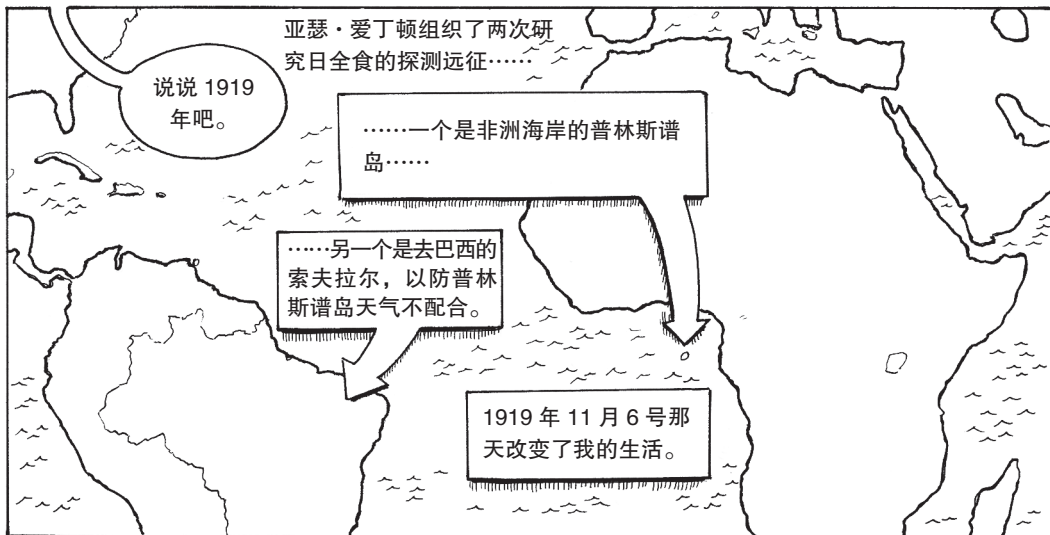 亚瑟·爱丁顿组织了两次研
究日全食的探测远征……
说说 1919
年吧。
……一个是非洲海岸的普林斯谱
岛……
……另一个是去巴西的
索夫拉尔，以防普林
斯谱岛天气不配合。
1919 年 11 月 6 号那
天改变了我的生活。